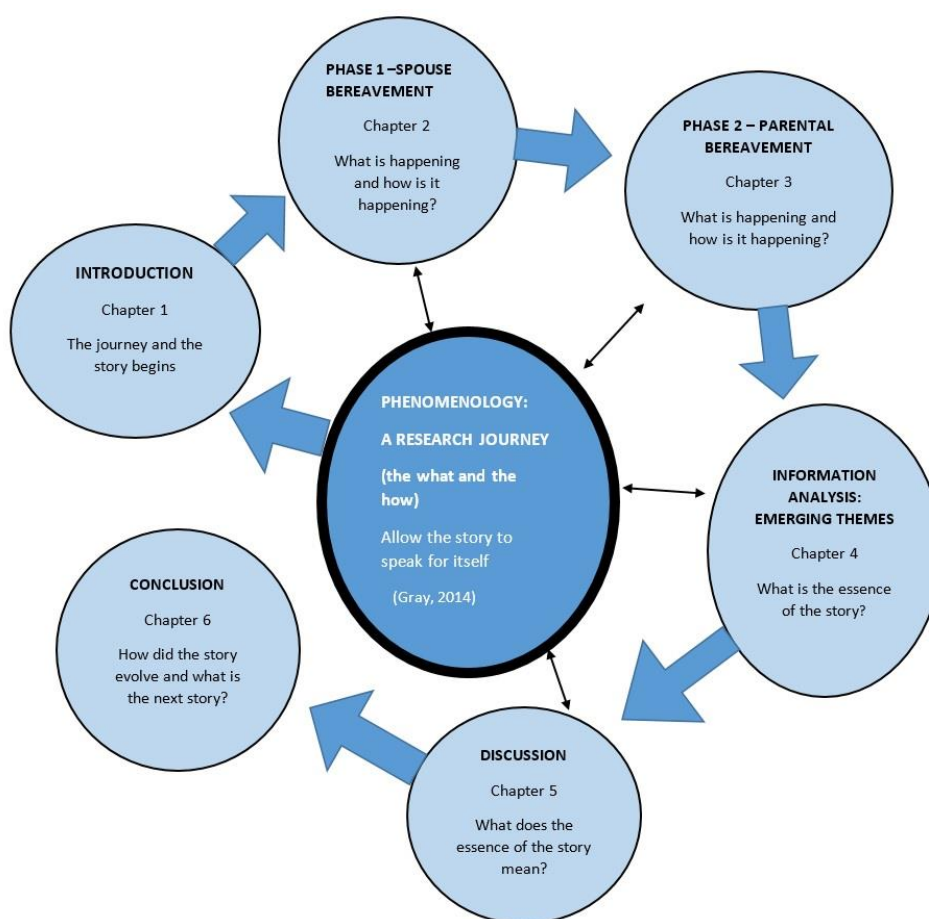 INTRODUCTION
Chapter 1
The journey and the
story begins
PHASE 1 –SPOUSE
BEREAVEMENT
Chapter 2
What is happening
and how is it
happening?
PHASE 2 – PARENTAL
BEREAVEMENT
Chapter 3
What is happening and
how is it happening?
INFORMATION
ANALYSIS:
EMERGING THEMES
Chapter 4
What is the essence
of the story?
DISCUSSION
Chapter 5
What does the
essence of the story
mean?
CONCLUSION
Chapter 6
How did the story
evolve and what is
the next story?
PHENOMENOLOGY:
A RESEARCH JOURNEY
(the what and the
how)
Allow the story to
speak for itself
(Gray, 2014)